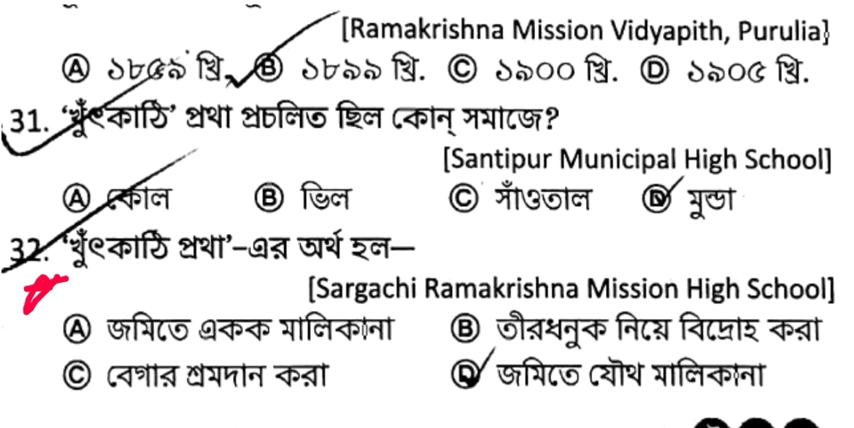 [Ramakrishna Mission Vidyapith, Purulia]
Ⓐ ১৮৫৯ খ্রি. Ⓑ ১৮৯৯ খ্রি. Ⓒ ১৯০০ খ্রি. Ⓓ ১৯০৫ খ্রি.
31. ‘খুঁৎকাঠি’ প্রথা প্রচলিত ছিল কোন্ সমাজে?
[Santipur Municipal High School]
Ⓐ কোল Ⓑ ভিল Ⓒ সাঁওতাল Ⓓ মুন্ডা
32. ‘খুঁৎকাঠি প্রথা’-এর অর্থ হল—
[Sargachi Ramakrishna Mission High School]
Ⓐ জমিতে একক মালিকানা Ⓑ তীরধনুক নিয়ে বিদ্রোহ করা
Ⓒ বেগার শ্রমদান করা Ⓓ জমিতে যৌথ মালিকানা